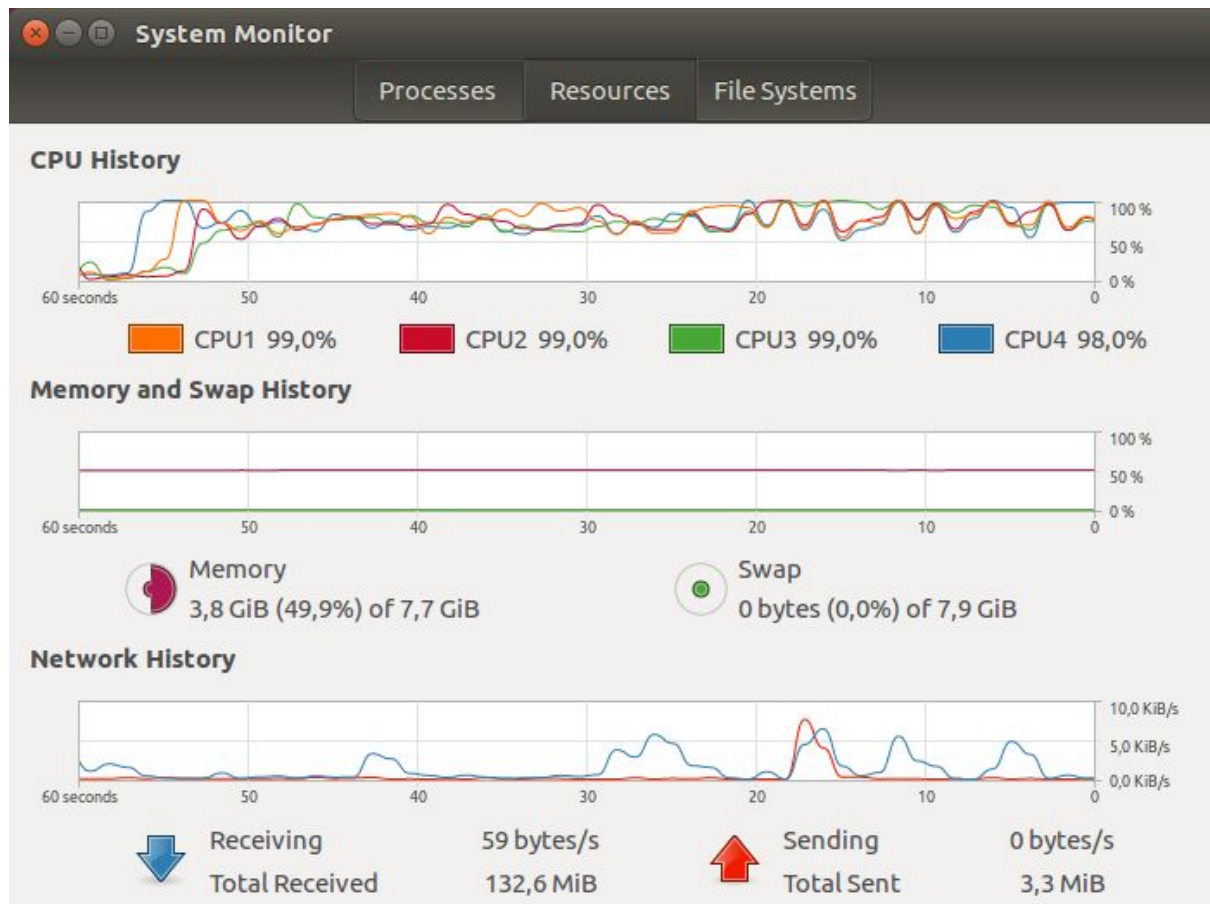 System Monitor
Processes Resources File Systems
CPU History
100 %
50 %
0 %
60 seconds 50 40 30 20 10 0
CPU1 99,0% CPU2 99,0% CPU3 99,0% CPU4 98,0%
Memory and Swap History
100 %
50 %
0 %
60 seconds 50 40 30 20 10 0
Memory
3,8 GiB (49,9%) of 7,7 GiB
Swap
0 bytes (0,0%) of 7,9 GiB
Network History
10,0 KiB/s
5,0 KiB/s
0,0 KiB/s
60 seconds 50 40 30 20 10 0
Receiving 59 bytes/s
Total Received 132,6 MiB
Sending 0 bytes/s
Total Sent 3,3 MiB